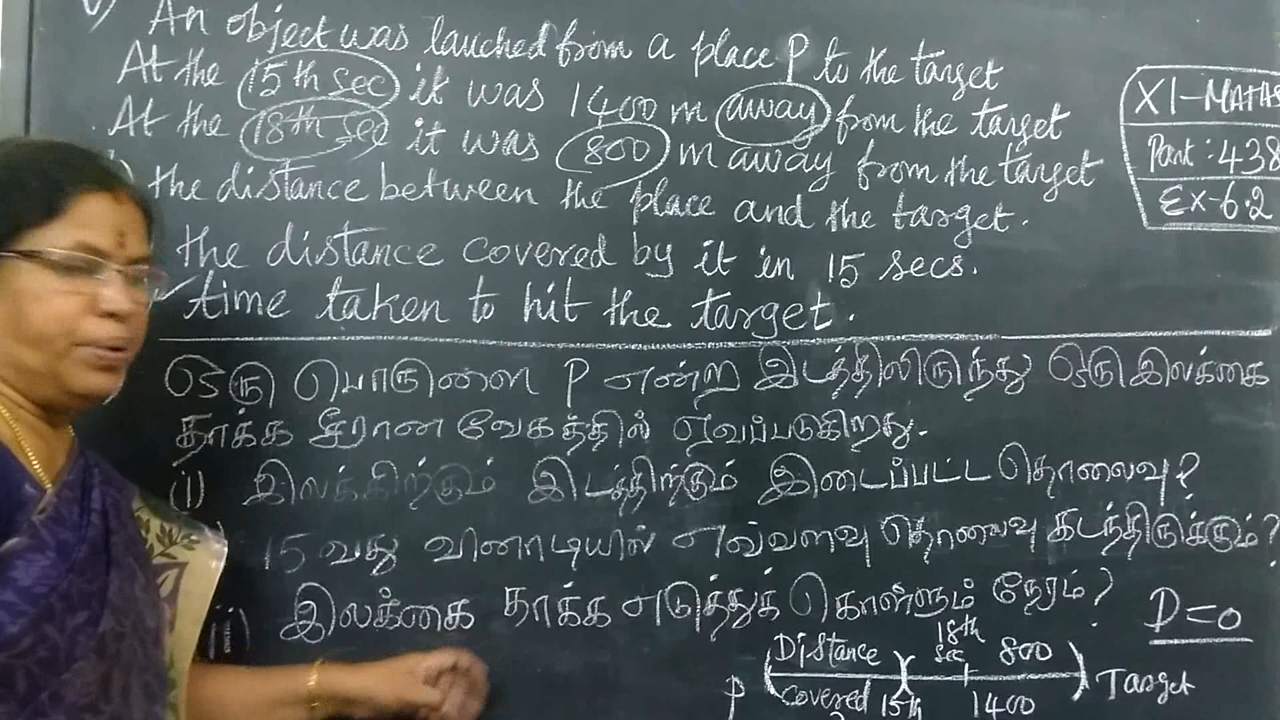 An object was lauched from a place P to the target
At the 15th sec it was 1400 m away from the target
At the 18th sec it was 800 m away from the target
the distance between the place and the target.
the distance covered by it in 15 secs.
time taken to hit the target.
XI-MATHS
Part: 438
Ex-6.2
ஒரு பொருளை P என்ற இடத்திலிருந்து ஒரு இலக்கை
தாக்க சீரான வேகத்தில் ஏவப்படுகிறது.
(i) இலக்கிற்கும் இடத்திற்கும் இடைப்பட்ட தொலைவு?
15 வது வினாடியில் எவ்வளவு தொலைவு கடந்திருக்கும்?
(ii) இலக்கை தாக்க எடுத்துக் கொள்ளும் நேரம்?
D=0
Distance 18th sec 800
P Target
covered 15th 1400